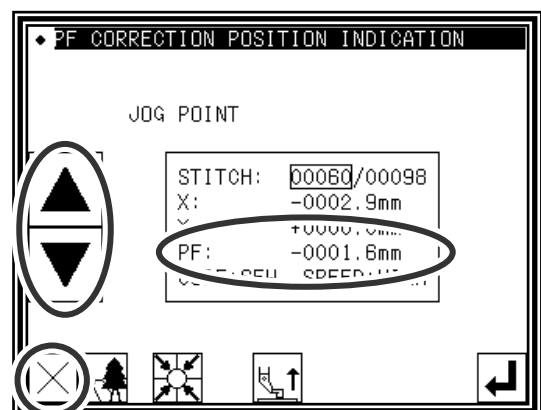 PF CORRECTION POSITION INDICATION
JOG POINT
STITCH: 00060/00098
X: -0002.9mm
PF: -0001.6mm